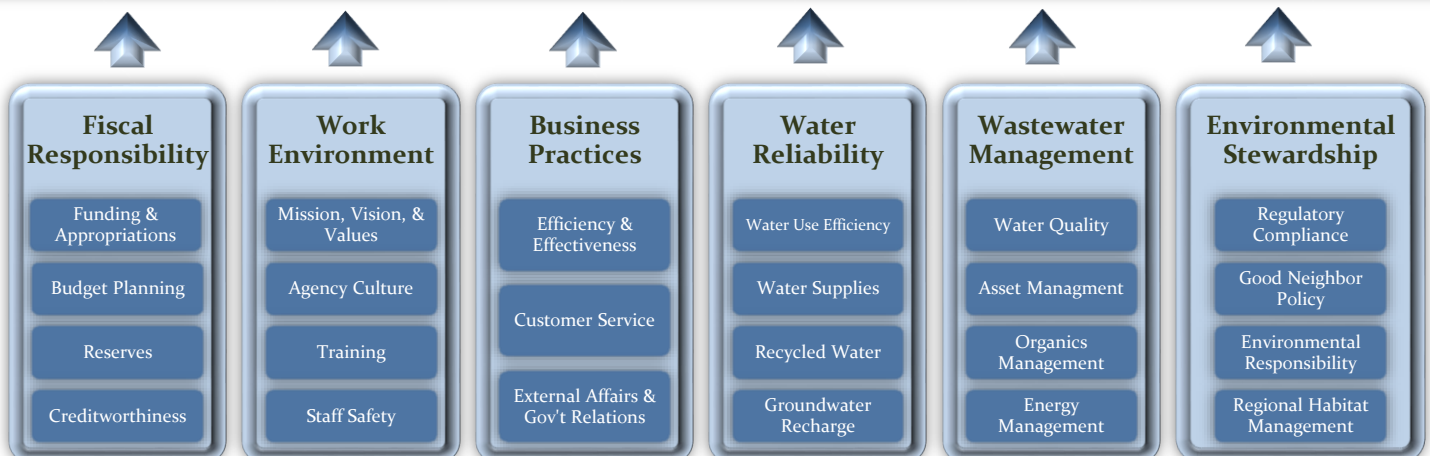 Fiscal
Responsibility
Funding &
Appropriations
Budget Planning
Reserves
Creditworthiness
Work
Environment
Mission, Vision, &
Values
Agency Culture
Training
Staff Safety
Business
Practices
Efficiency &
Effectiveness
Customer Service
External Affairs &
Gov't Relations
Water
Reliability
Water Use Efficiency
Water Supplies
Recycled Water
Groundwater
Recharge
Wastewater
Management
Water Quality
Asset Managment
Organics
Management
Energy
Management
Environmental
Stewardship
Regulatory
Compliance
Good Neighbor
Policy
Environmental
Responsibility
Regional Habitat
Management